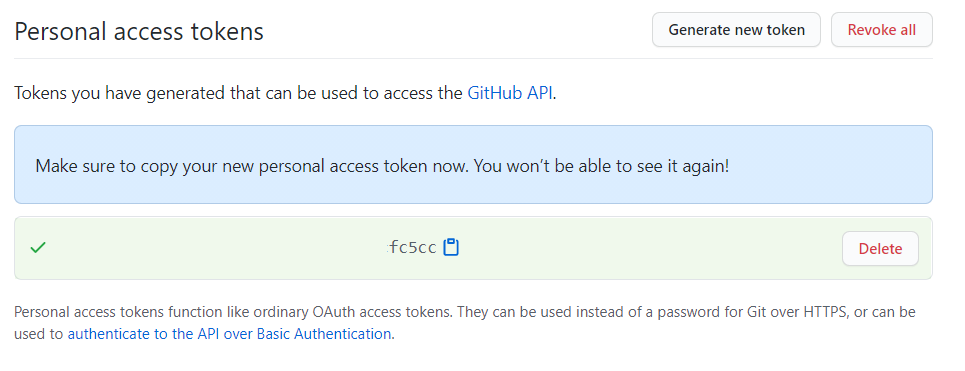 Personal access tokens
Generate new token
Revoke all
Tokens you have generated that can be used to access the GitHub API.
Make sure to copy your new personal access token now. You won't be able to see it again!
fc5cc
Delete
Personal access tokens function like ordinary OAuth access tokens. They can be used instead of a password for Git over HTTPS, or can be
used to authenticate to the API over Basic Authentication.